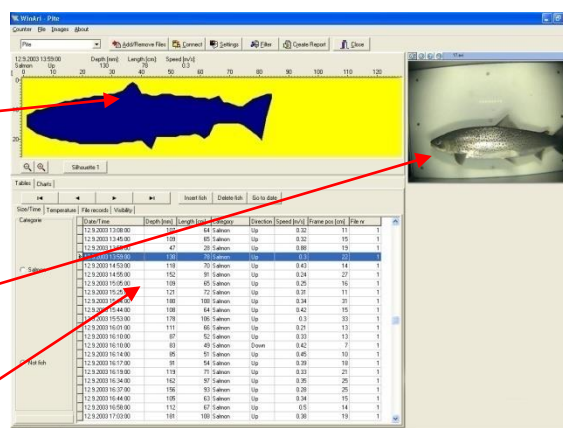 WinAri - Pite
Counter File Images About
Pite Add/Remove Files Connect Settings Filter Create Report Close
12.9.2003 13:59:00 Depth [mm] Length [cm] Speed [m/s]
Salmon Up 130 78 0.3
0 10 20 30 40 50 60 70 80 90 100 110 120
Silhouette 1
Tables Charts
Insert fish Delete fish Go to date
Size/Time Temperature File records Visibility
Categorie Date/Time Depth [mm] Length [cm] Category Direction Speed [m/s] Frame pos [cm] File nr
12.9.2003 13:08:00 107 64 Salmon Up 0.32 11 1
12.9.2003 13:45:00 109 65 Salmon Up 0.32 15 1
47 28 Salmon Up 0.88 19 1
12.9.2003 13:59:00 130 78 Salmon Up 0.3 22 1
12.9.2003 14:53:00 118 70 Salmon Up 0.43 14 1
12.9.2003 14:55:00 152 91 Salmon Up 0.24 27 1
12.9.2003 15:05:00 109 65 Salmon Up 0.25 16 1
121 72 Salmon Up 0.31 11 1
180 108 Salmon Up 0.34 31 1
12.9.2003 15:44:00 108 64 Salmon Up 0.42 15 1
12.9.2003 15:53:00 178 106 Salmon Up 0.3 33 1
12.9.2003 16:01:00 111 66 Salmon Up 0.21 13 1
12.9.2003 16:10:00 87 52 Salmon Up 0.33 13 1
12.9.2003 16:10:00 83 49 Salmon Down 0.42 7 1
12.9.2003 16:14:00 85 51 Salmon Up 0.45 10 1
Not fish 12.9.2003 16:17:00 91 54 Salmon Up 0.39 18 1
12.9.2003 16:19:00 119 71 Salmon Up 0.33 21 1
12.9.2003 16:34:00 162 97 Salmon Up 0.35 25 1
12.9.2003 16:37:00 156 93 Salmon Up 0.28 25 1
12.9.2003 16:44:00 105 63 Salmon Up 0.34 15 1
12.9.2003 16:58:00 112 67 Salmon Up 0.5 14 1
12.9.2003 17:03:00 181 108 Salmon Up 0.38 19 1